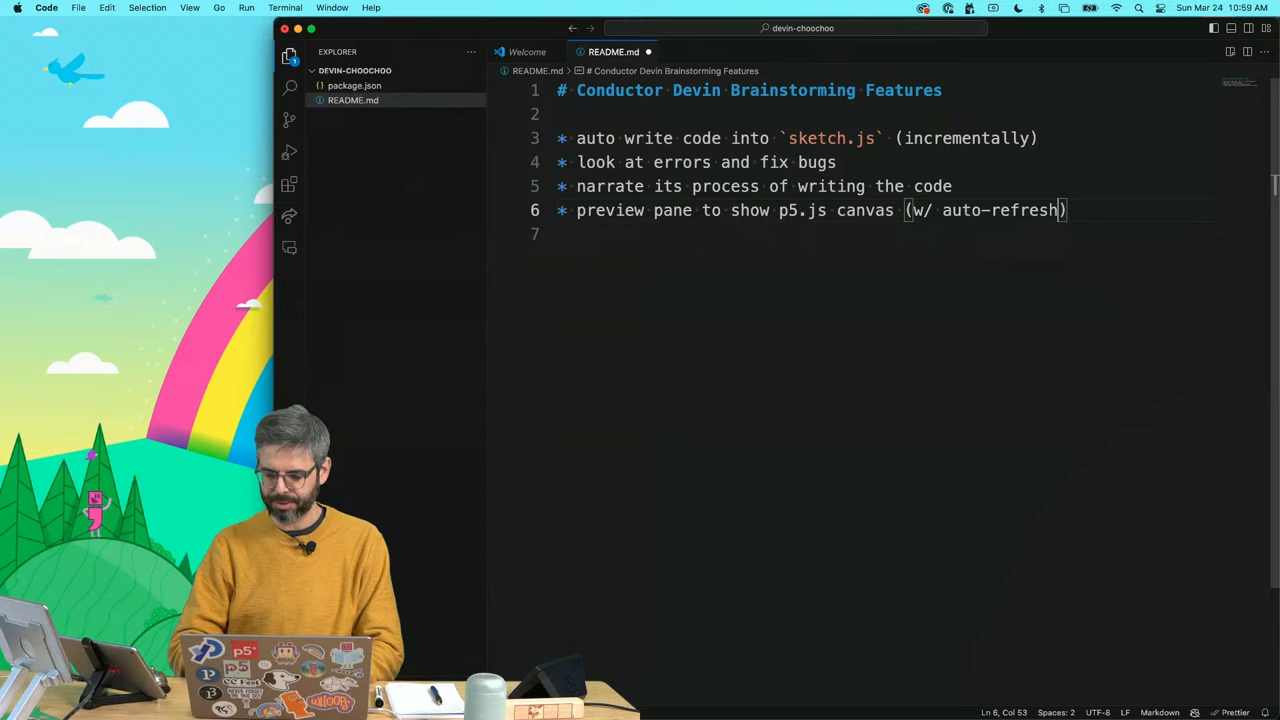 Code File Edit Selection View Go Run Terminal Window Help
Sun Mar 24 10:59 AM
devin-choochoo
EXPLORER
Welcome
README.md
DEVIN-CHOOCHOO
README.md > # Conductor Devin Brainstorming Features
package.json
README.md
1 # Conductor Devin Brainstorming Features
2
3 * auto write code into `sketch.js` (incrementally)
4 * look at errors and fix bugs
5 * narrate its process of writing the code
6 * preview pane to show p5.js canvas (w/ auto-refresh)
7
Ln 6, Col 53 Spaces: 2 UTF-8 LF Markdown Prettier